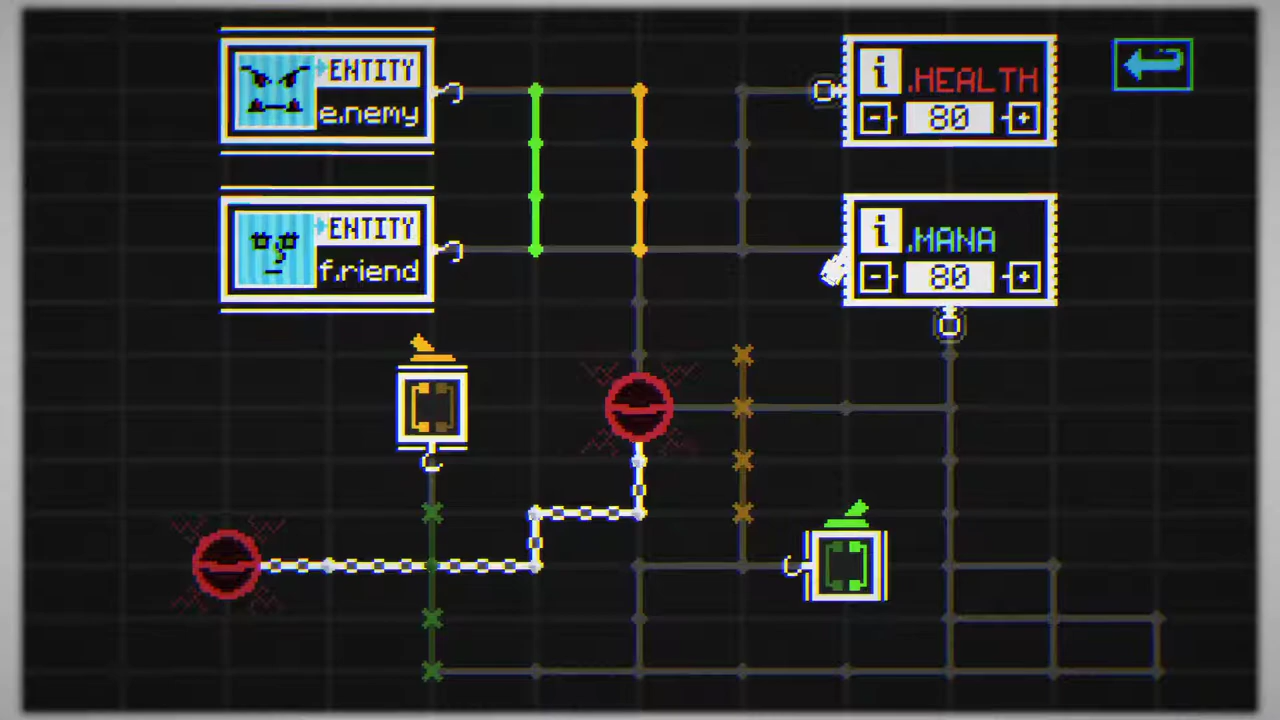 ENTITY
e.nemy
i .HEALTH
- 80 +
ENTITY
f.riend
i .MANA
- 80 +